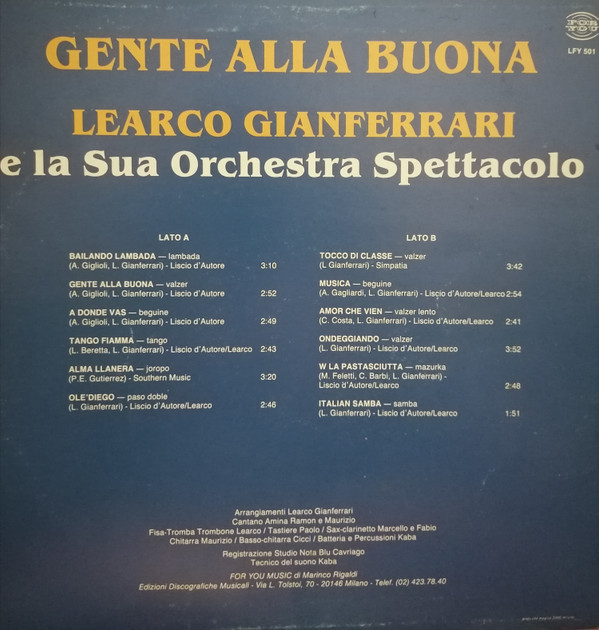 FOR
YOU
LFY 501
GENTE ALLA BUONA
LEARCO GIANFERRARI
e la Sua Orchestra Spettacolo
LATO A
BAILANDO LAMBADA — lambada
(A. Giglioli, L. Gianferrari) - Liscio d'Autore 3:10
GENTE ALLA BUONA — valzer
(A. Giglioli, L. Gianferrari) - Liscio d'Autore 2:52
A DONDE VAS — beguine
(A. Giglioli, L. Gianferrari) - Liscio d'Autore 2:49
TANGO FIAMMA — tango
(L. Beretta, L. Gianferrari) - Liscio d'Autore/Learco 2:43
ALMA LLANERA — joropo
(P.E. Gutierrez) - Southern Music 3:20
OLE'DIEGO — paso doble
(L. Gianferrari) - Liscio d'Autore/Learco 2:46
LATO B
TOCCO DI CLASSE — valzer
(L Gianferrari) - Simpatia 3:42
MUSICA — beguine
(A. Gagliardi, L. Gianferrari) - Liscio d'Autore/Learco 2:54
AMOR CHE VIEN — valzer lento
(C. Costa, L. Gianferrari) - Liscio d'Autore/Learco 2:41
ONDEGGIANDO — valzer
(L. Gianferrari) - Liscio d'Autore/Learco 3:52
W LA PASTASCIUTTA — mazurka
(M. Feletti, C. Barbi, L. Gianferrari) -
Liscio d'Autore/Learco 2:48
ITALIAN SAMBA — samba
(L. Gianferrari) - Liscio d'Autore/Learco 1:51
Arrangiamenti Learco Gianferrari
Cantano Amina Ramon e Maurizio
Fisa-Tromba Trombone Learco / Tastiere Paolo / Sax-clarinetto Marcello e Fabio
Chitarra Maurizio / Basso-chitarra Cicci / Batteria e Percussioni Kaba
Registrazione Studio Nota Blu Cavriago
Tecnico del suono Kaba
FOR YOU MUSIC di Marinco Rigaldi
Edizioni Discografiche Musicali - Via L. Tolstoi, 70 - 20146 Milano - Tel. (02) 423.78.40